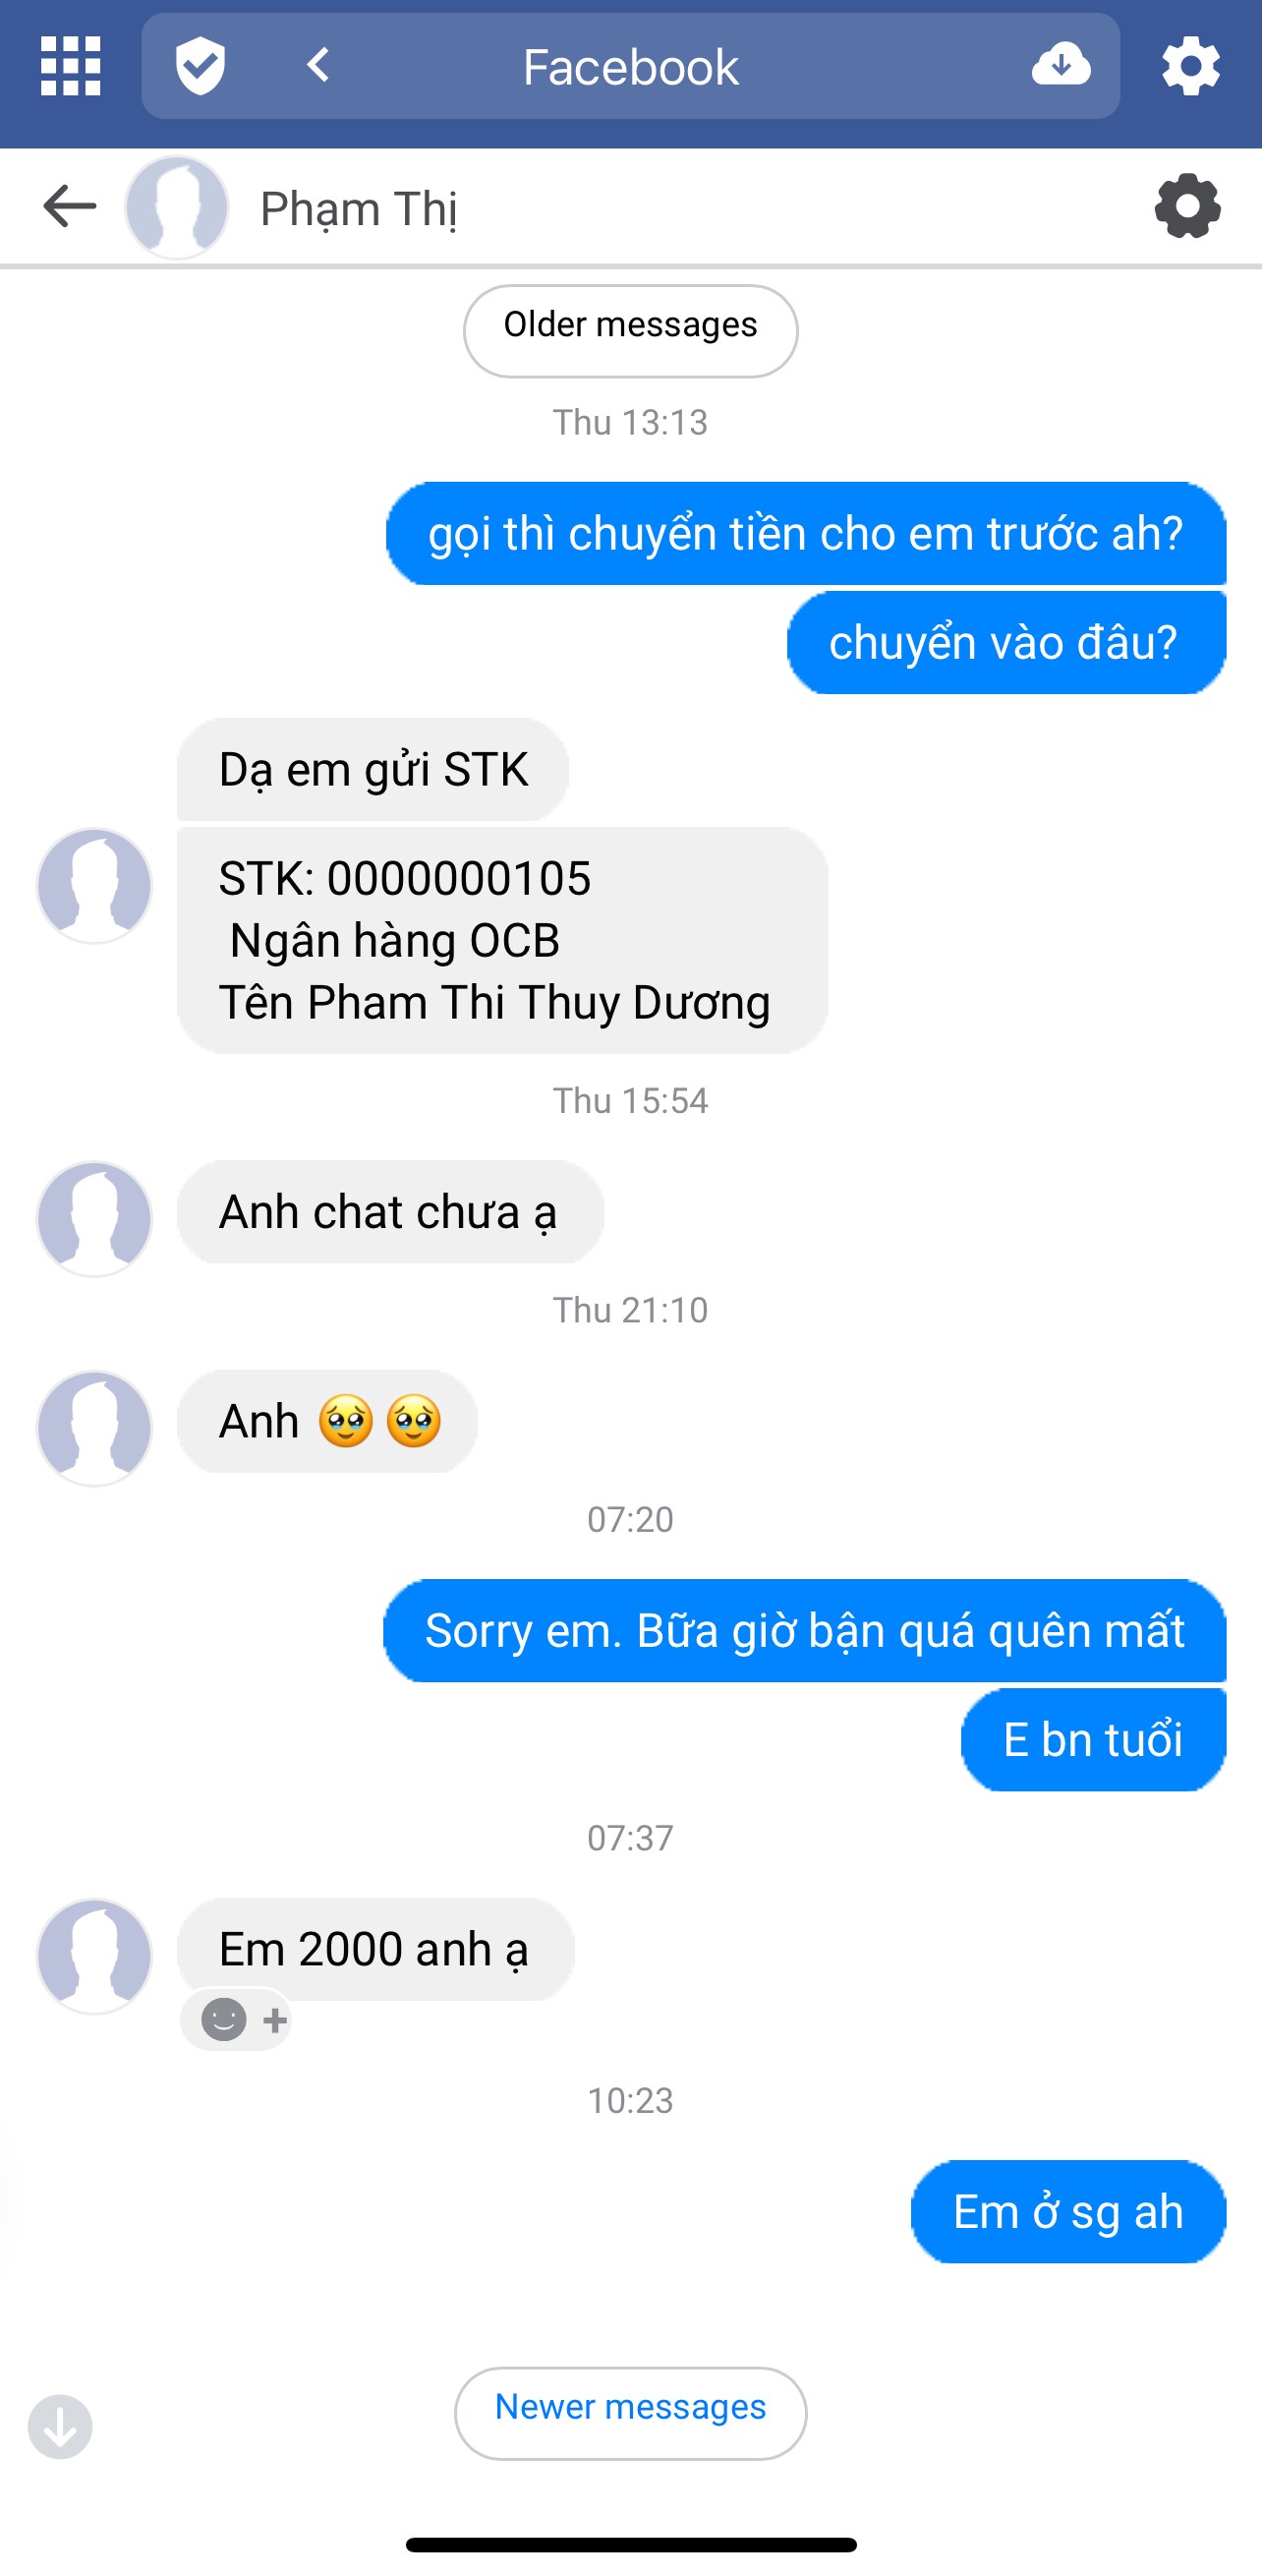 Facebook
Phạm Thị
Older messages
Thu 13:13
gọi thì chuyển tiền cho em trước ah?
chuyển vào đâu?
Dạ em gửi STK
STK: 0000000105
Ngân hàng OCB
Tên Pham Thi Thuy Dương
Thu 15:54
Anh chat chưa ạ
Thu 21:10
Anh 🥹🥹
07:20
Sorry em. Bữa giờ bận quá quên mất
E bn tuổi
07:37
Em 2000 anh ạ
10:23
Em ở sg ah
Newer messages